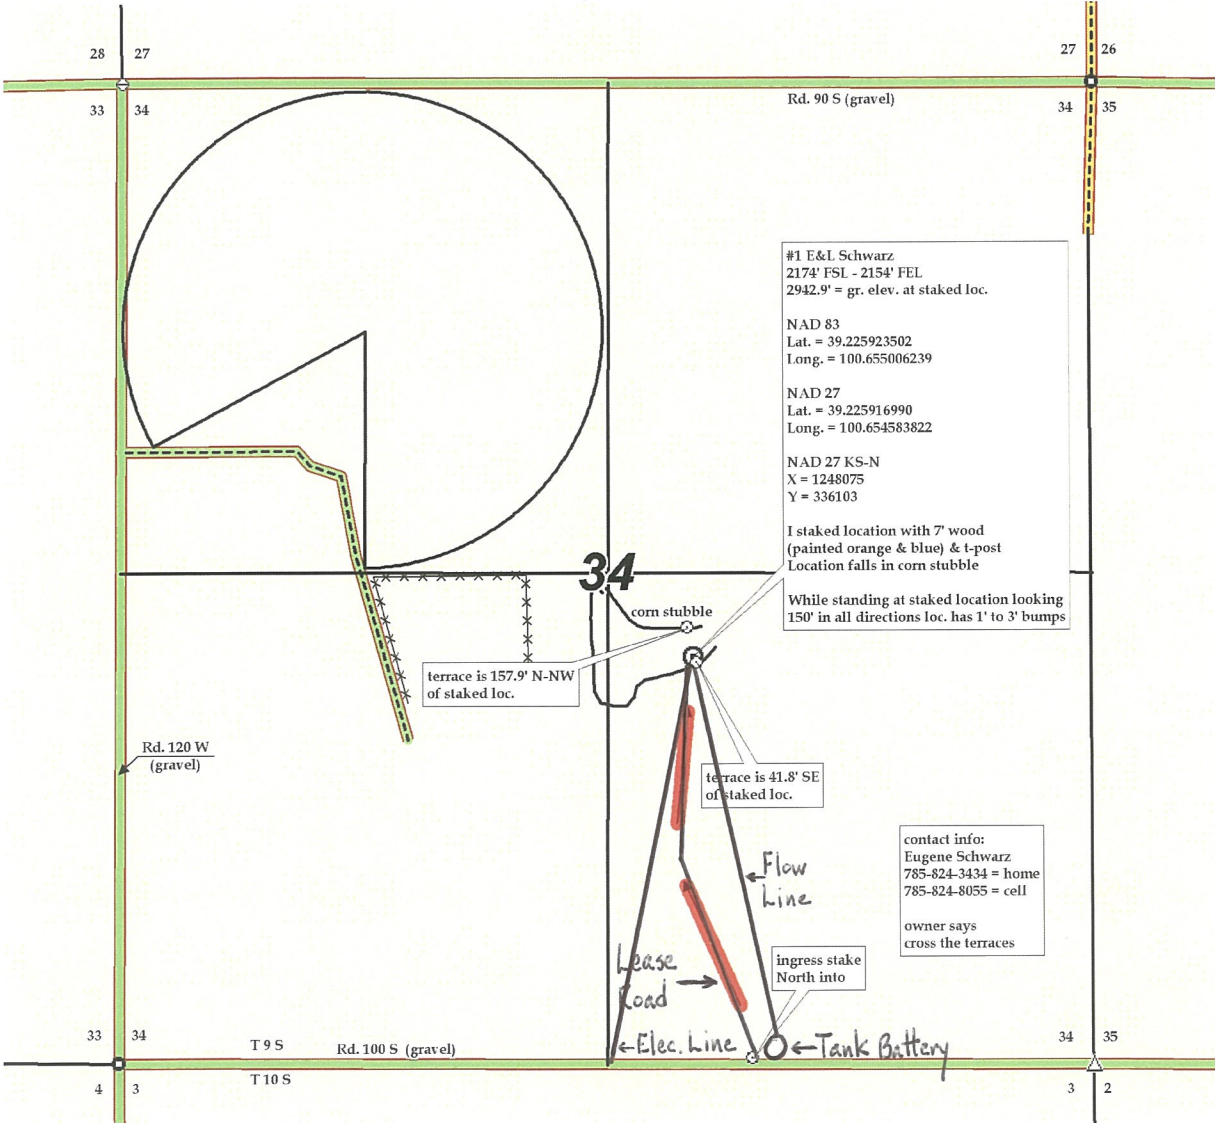 28 27
27 26
33 34
Rd. 90 S (gravel)
34 35
#1 E&L Schwarz
2174' FSL - 2154' FEL
2942.9' = gr. elev. at staked loc.
NAD 83
Lat. = 39.225923502
Long. = 100.655006239
NAD 27
Lat. = 39.225916990
Long. = 100.654583822
NAD 27 KS-N
X = 1248075
Y = 336103
I staked location with 7' wood
(painted orange & blue) & t-post
Location falls in corn stubble
While standing at staked location looking
150' in all directions loc. has 1' to 3' bumps
34
corn stubble
terrace is 157.9' N-NW
of staked loc.
Rd. 120 W
(gravel)
terrace is 41.8' SE
of staked loc.
Flow
Line
contact info:
Eugene Schwarz
785-824-3434 = home
785-824-8055 = cell
owner says
cross the terraces
Lease
Road
ingress stake
North into
33 34
T 9 S
Rd. 100 S (gravel)
Elec. Line
Tank Battery
34 35
T 10 S
4 3
3 2